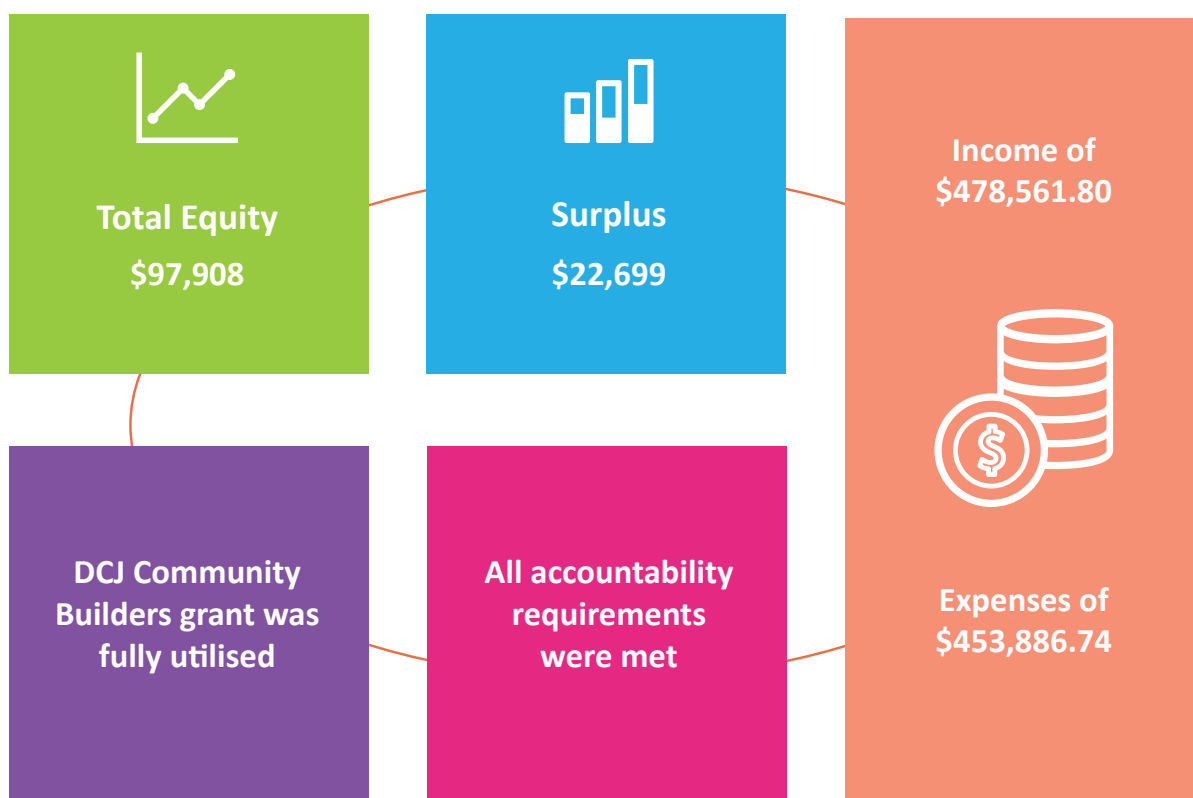 Total Equity
$97,908
Surplus
$22,699
Income of
$478,561.80
$
Expenses of
$453,886.74
DCJ Community
Builders grant was
fully utilised
All accountability
requirements
were met